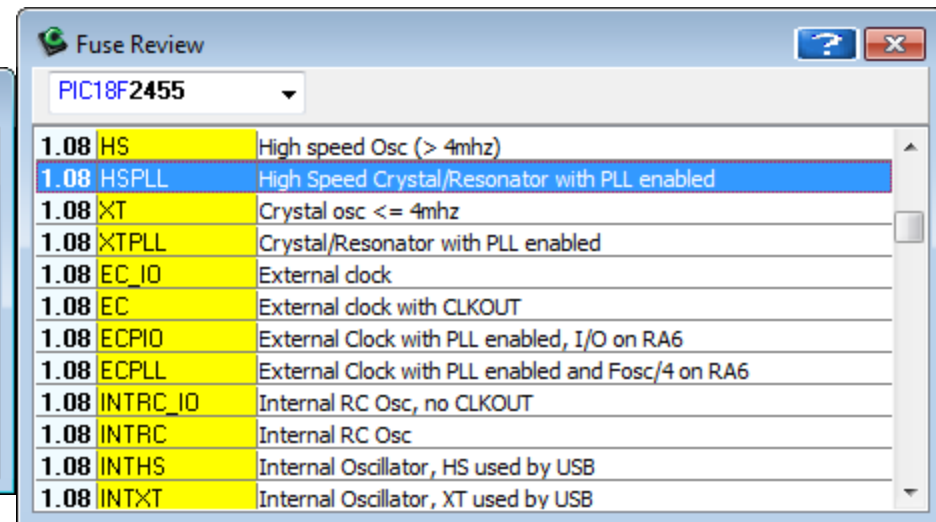 Fuse Review
?
PIC18F2455
1.08 HS High speed Osc (> 4mhz)
1.08 HSPLL High Speed Crystal/Resonator with PLL enabled
1.08 XT Crystal osc <= 4mhz
1.08 XTPLL Crystal/Resonator with PLL enabled
1.08 EC_IO External clock
1.08 EC External clock with CLKOUT
1.08 ECPIO External Clock with PLL enabled, I/O on RA6
1.08 ECPLL External Clock with PLL enabled and Fosc/4 on RA6
1.08 INTRC_IO Internal RC Osc, no CLKOUT
1.08 INTRC Internal RC Osc
1.08 INTHS Internal Oscillator, HS used by USB
1.08 INTXT Internal Oscillator, XT used by USB